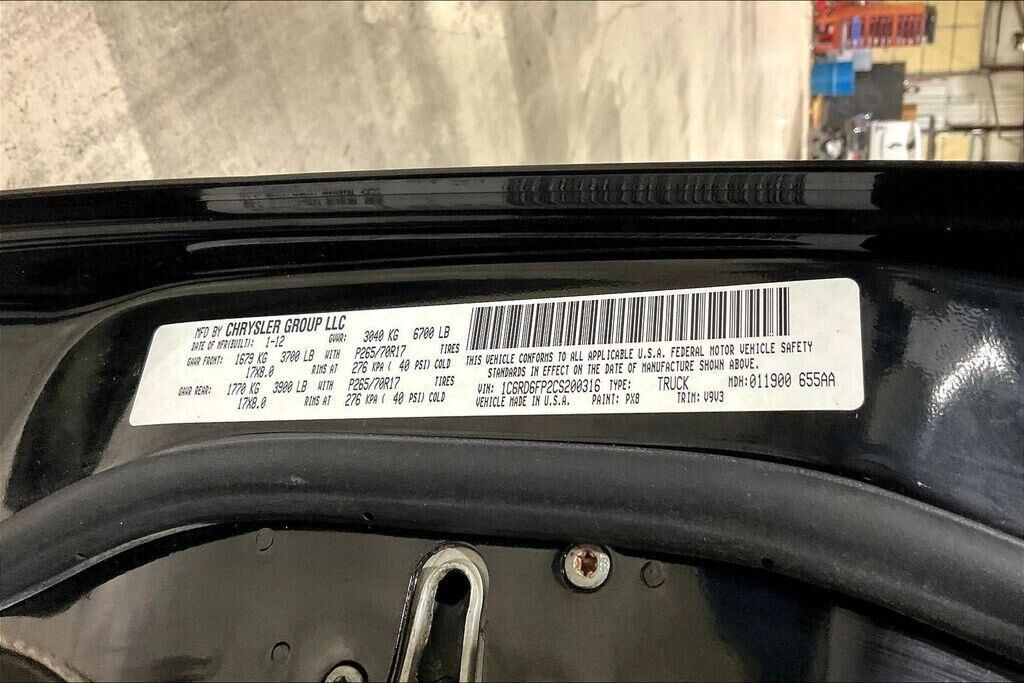 MFD BY CHRYSLER GROUP LLC
DATE OF MFR(BUILT): 1-12 GVWR: 3040 KG 6700 LB
GAWR FRONT: 1679 KG 3700 LB WITH P265/70R17 TIRES
17X8.0 RIMS AT 276 KPA ( 40 PSI) COLD
GAWR REAR: 1770 KG 3900 LB WITH P265/70R17 TIRES
17X8.0 RIMS AT 276 KPA ( 40 PSI) COLD
THIS VEHICLE CONFORMS TO ALL APPLICABLE U.S.A. FEDERAL MOTOR VEHICLE SAFETY
STANDARDS IN EFFECT ON THE DATE OF MANUFACTURE SHOWN ABOVE.
VIN: 1C6RD6FP2CS200316 TYPE: TRUCK MDH: 011900 655AA
VEHICLE MADE IN U.S.A. PAINT: PX8 TRIM: V9V3